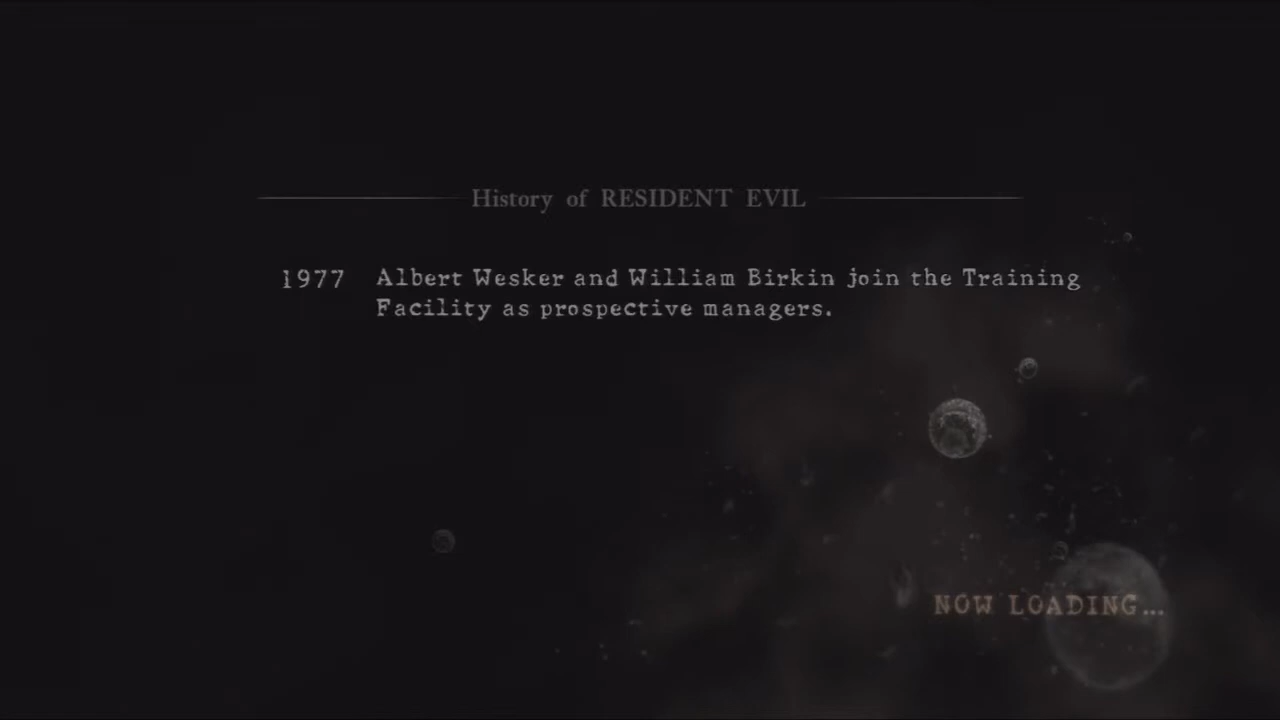 History of RESIDENT EVIL
1977 Albert Wesker and William Birkin join the Training
Facility as prospective managers.
NOW LOADING...